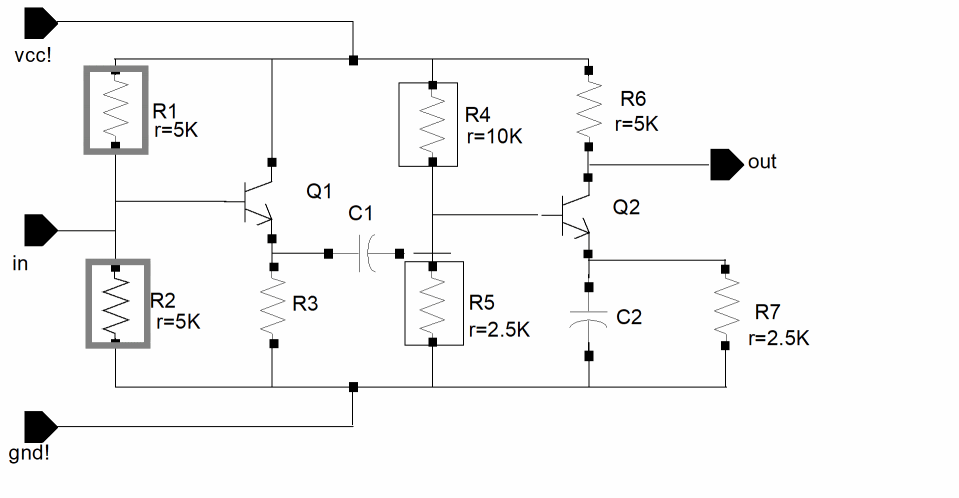 vcc!
R1
r=5K
R4
r=10K
R6
r=5K
out
Q1
Q2
C1
in
R2
r=5K
R3
R5
r=2.5K
C2
R7
r=2.5K
gnd!